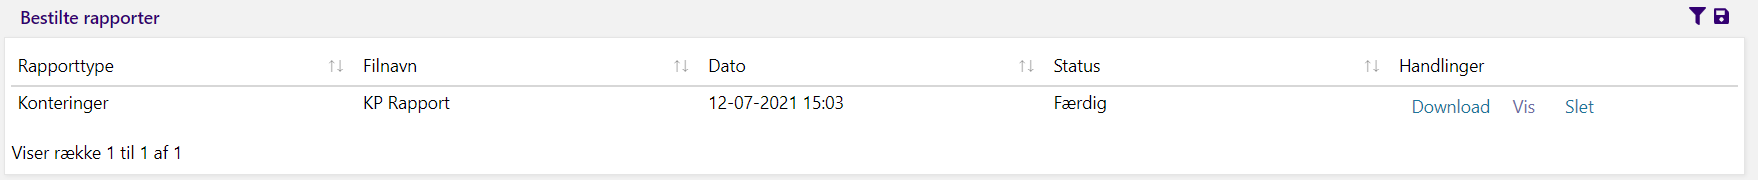 Bestilte rapporter
Rapporttype Filnavn Dato Status Handlinger
Konteringer KP Rapport 12-07-2021 15:03 Færdig Download Vis Slet
Viser række 1 til 1 af 1